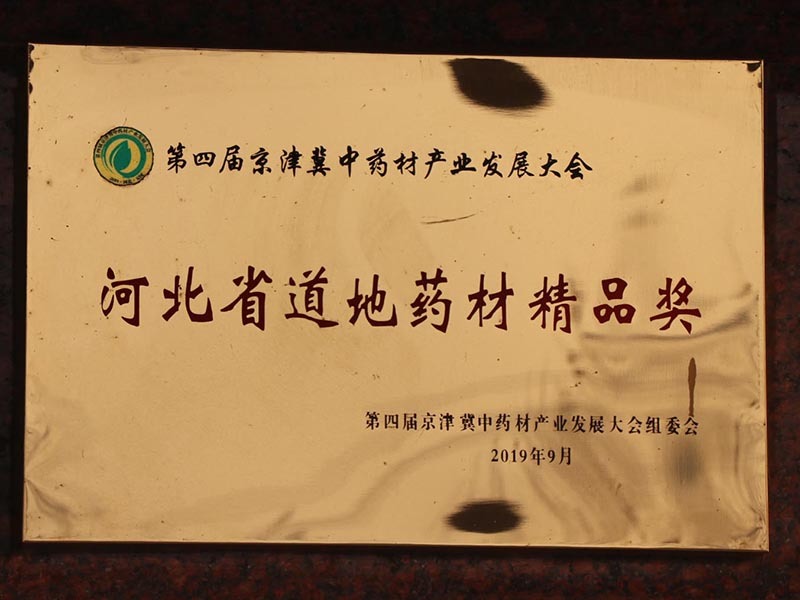 第四届京津冀中药材产业发展大会
河北省道地药材精品奖
第四届京津冀中药材产业发展大会组委会
2019年9月